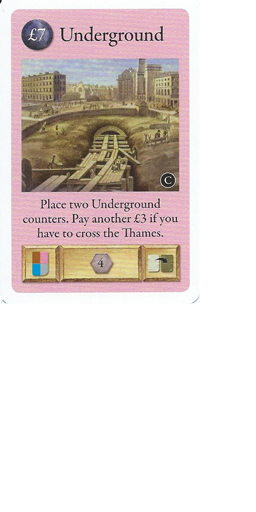 £7 Underground
C
Place two Underground
counters. Pay another £3 if you
have to cross the Thames.
4